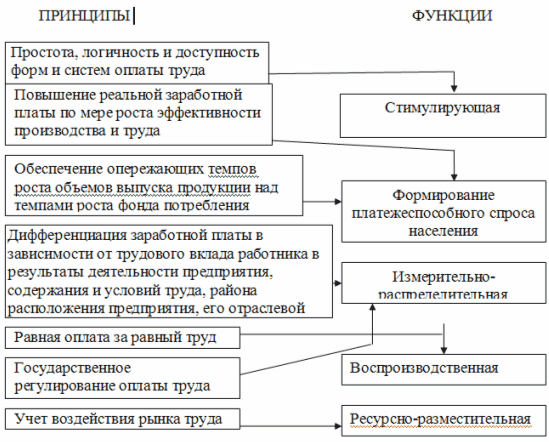 ПРИНЦИПЫ
ФУНКЦИИ
Простота, логичность и доступность
форм и систем оплаты труда
Повышение реальной заработной
платы по мере роста эффективности
производства и труда
Обеспечение опережающих темпов
роста объемов выпуска продукции над
темпами роста фонда потребления
Дифференциация заработной платы в
зависимости от трудового вклада работника в
результаты деятельности предприятия,
содержания и условий труда, района
расположения предприятия, его отраслевой
Равная оплата за равный труд
Государственное
регулирование оплаты труда
Учет воздействия рынка труда
Стимулирующая
Формирование
платежеспособного спроса
населения
Измерительно-
распределительная
Воспроизводственная
Ресурсно-разместительная